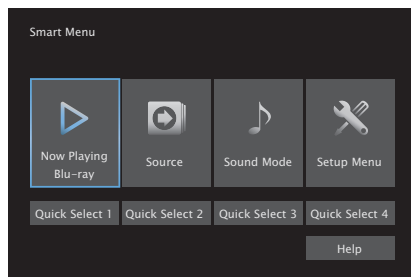 Smart Menu
Now Playing
Blu-ray
Source
Sound Mode
Setup Menu
Quick Select 1
Quick Select 2
Quick Select 3
Quick Select 4
Help